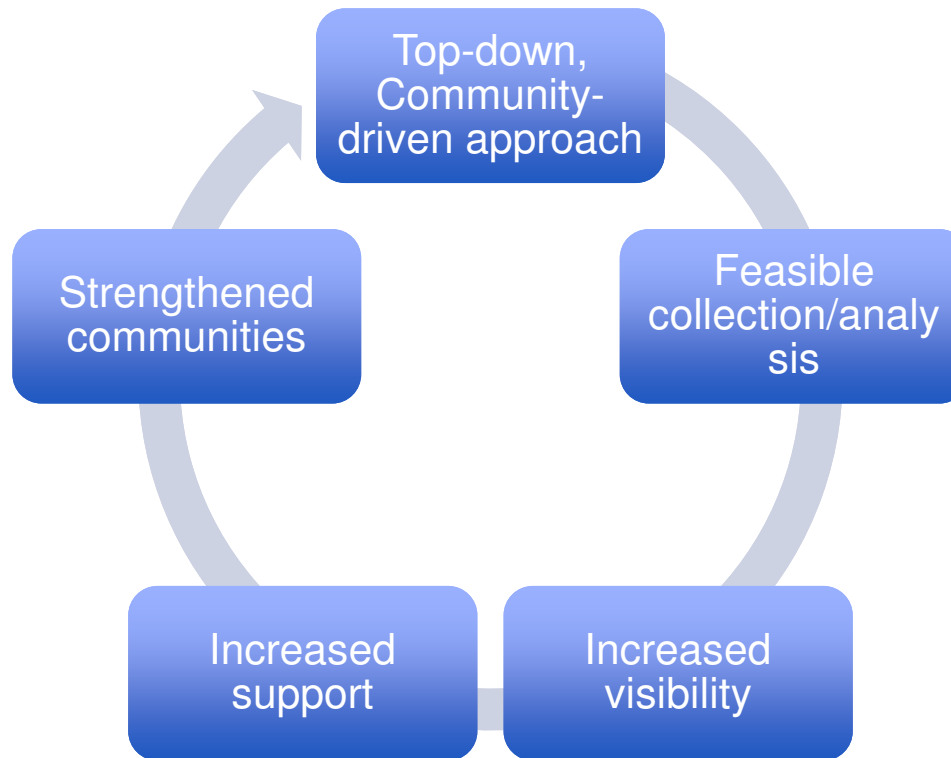 Top-down,
Community-
driven approach
Feasible
collection/analy
sis
Increased
visibility
Increased
support
Strengthened
communities